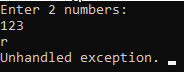 Enter 2 numbers:
123
r
Unhandled exception.